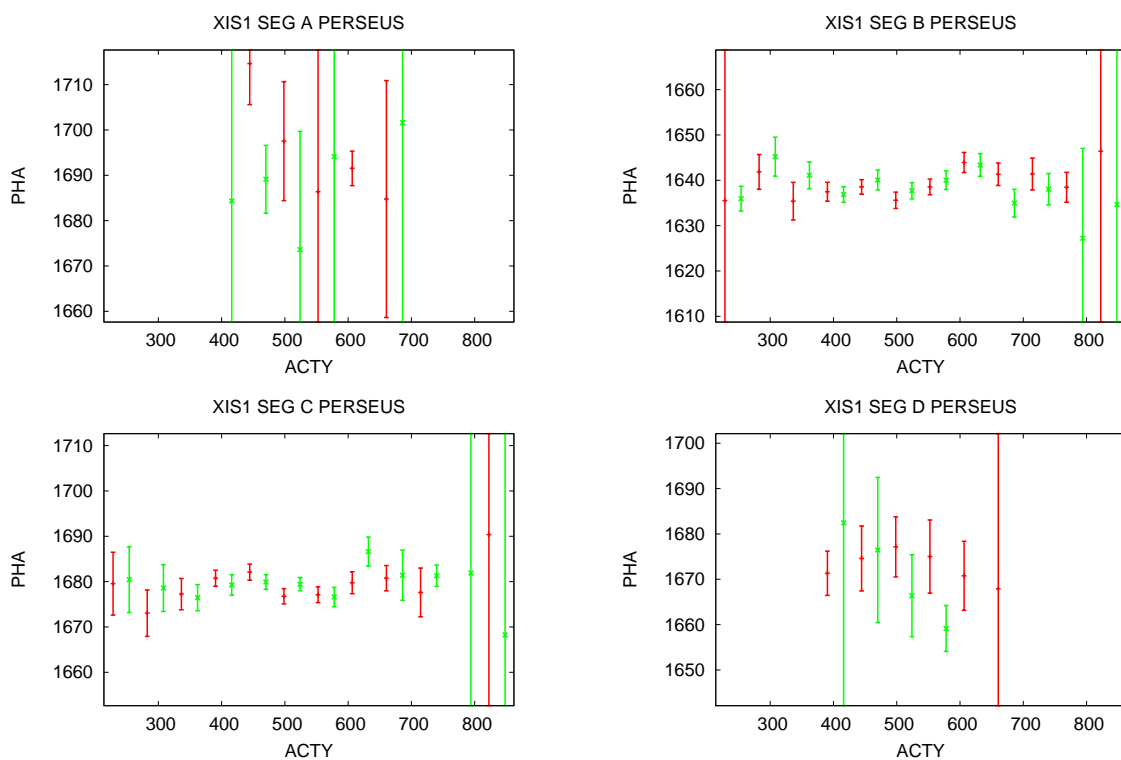 XIS1 SEG A PERSEUS
PHA
1710
1700
1690
1680
1670
1660
300 400 500 600 700 800
ACTY
XIS1 SEG B PERSEUS
PHA
1660
1650
1640
1630
1620
1610
300 400 500 600 700 800
ACTY
XIS1 SEG C PERSEUS
PHA
1710
1700
1690
1680
1670
1660
300 400 500 600 700 800
ACTY
XIS1 SEG D PERSEUS
PHA
1700
1690
1680
1670
1660
1650
300 400 500 600 700 800
ACTY